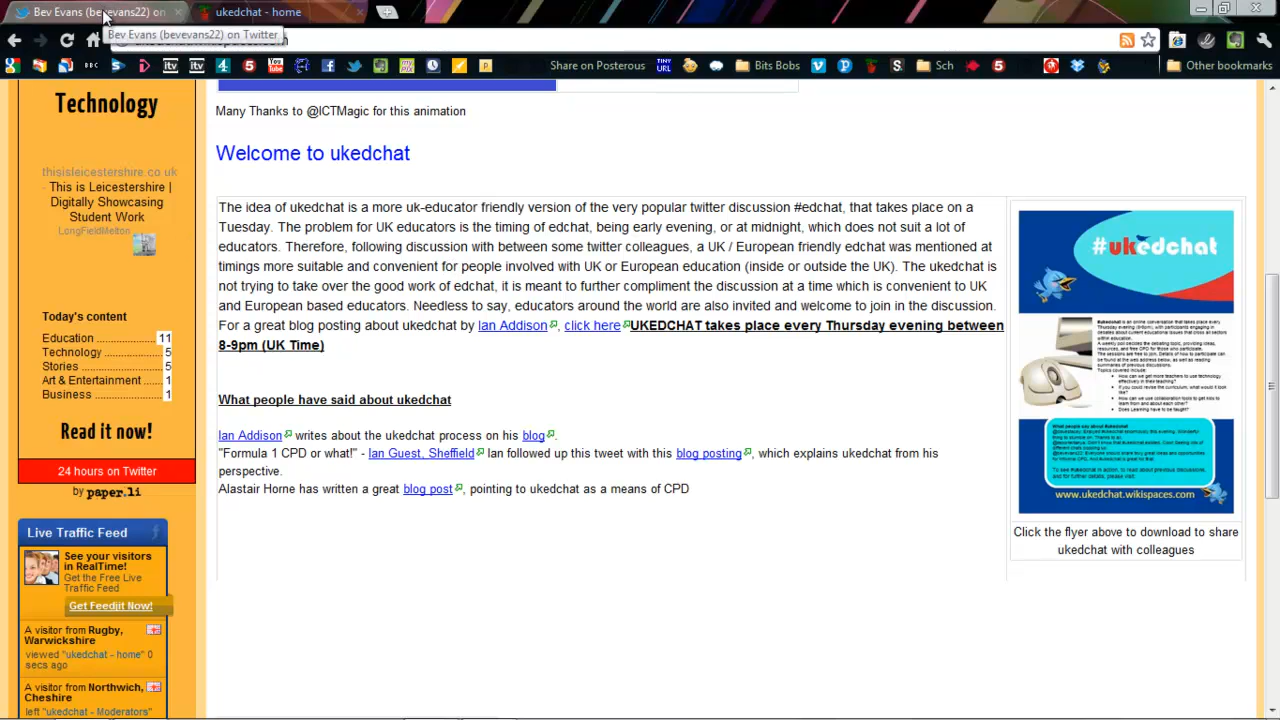 Bev Evans (bevevans22) on
ukedchat - home
Bev Evans (bevevans22) on Twitter
BBC
itv
itv
4
5
You Tube
Share on Posterous
TINY URL
Bits Bobs
Sch
5
Other bookmarks
Technology
Many Thanks to @ICTMagic for this animation
Welcome to ukedchat
thisisleicestershire.co.uk
- This is Leicestershire |
Digitally Showcasing
Student Work
LongFieldMelton
The idea of ukedchat is a more uk-educator friendly version of the very popular twitter discussion #edchat, that takes place on a
Tuesday. The problem for UK educators is the timing of edchat, being early evening, or at midnight, which does not suit a lot of
educators. Therefore, following discussion with between some twitter colleagues, a UK / European friendly edchat was mentioned at
timings more suitable and convenient for people involved with UK or European education (inside or outside the UK). The ukedchat is
not trying to take over the good work of edchat, it is meant to further compliment the discussion at a time which is convenient to UK
and European based educators. Needless to say, educators around the world are also invited and welcome to join in the discussion.
For a great blog posting about ukedchat by Ian Addison, click here UKEDCHAT takes place every Thursday evening between
8-9pm (UK Time)
What people have said about ukedchat
Ian Addison writes about the ukedchat process on his blog.
"Formula 1 CPD or what!" Ian Guest, Sheffield Ian followed up this tweet with this blog posting, which explains ukedchat from his
perspective.
Alastair Horne has written a great blog post, pointing to ukedchat as a means of CPD
#ukedchat
What people say about #ukedchat
www.ukedchat.wikispaces.com
Click the flyer above to download to share
ukedchat with colleagues
Today's content
Education 11
Technology 5
Stories 5
Art & Entertainment 1
Business 1
Read it now!
24 hours on Twitter
by paper.li
Live Traffic Feed
See your visitors
in RealTime!
Get the Free Live
Traffic Feed
Get Feedjit Now!
A visitor from Rugby,
Warwickshire
viewed "ukedchat - home" 0
secs ago
A visitor from Northwich,
Cheshire
left "ukedchat - Moderators"